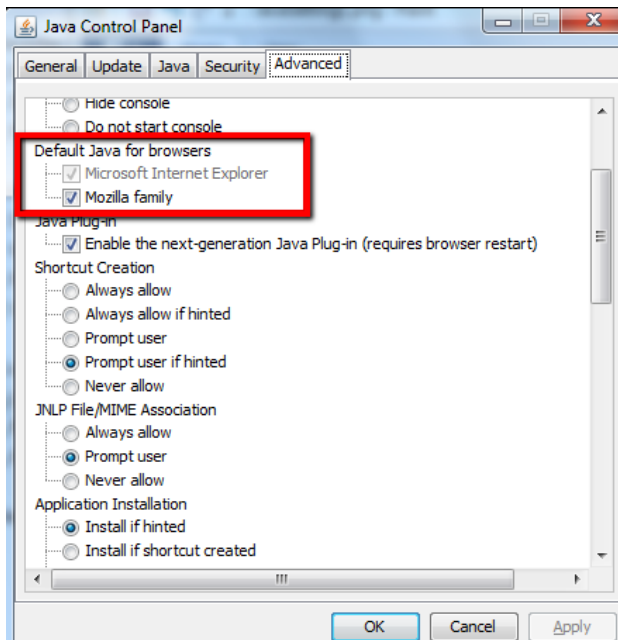 Java Control Panel
General Update Java Security Advanced
Hide console
Do not start console
Default Java for browsers
Microsoft Internet Explorer
Mozilla family
Java Plug-in
Enable the next-generation Java Plug-in (requires browser restart)
Shortcut Creation
Always allow
Always allow if hinted
Prompt user
Prompt user if hinted
Never allow
JNLP File/MIME Association
Always allow
Prompt user
Never allow
Application Installation
Install if hinted
Install if shortcut created
OK Cancel Apply